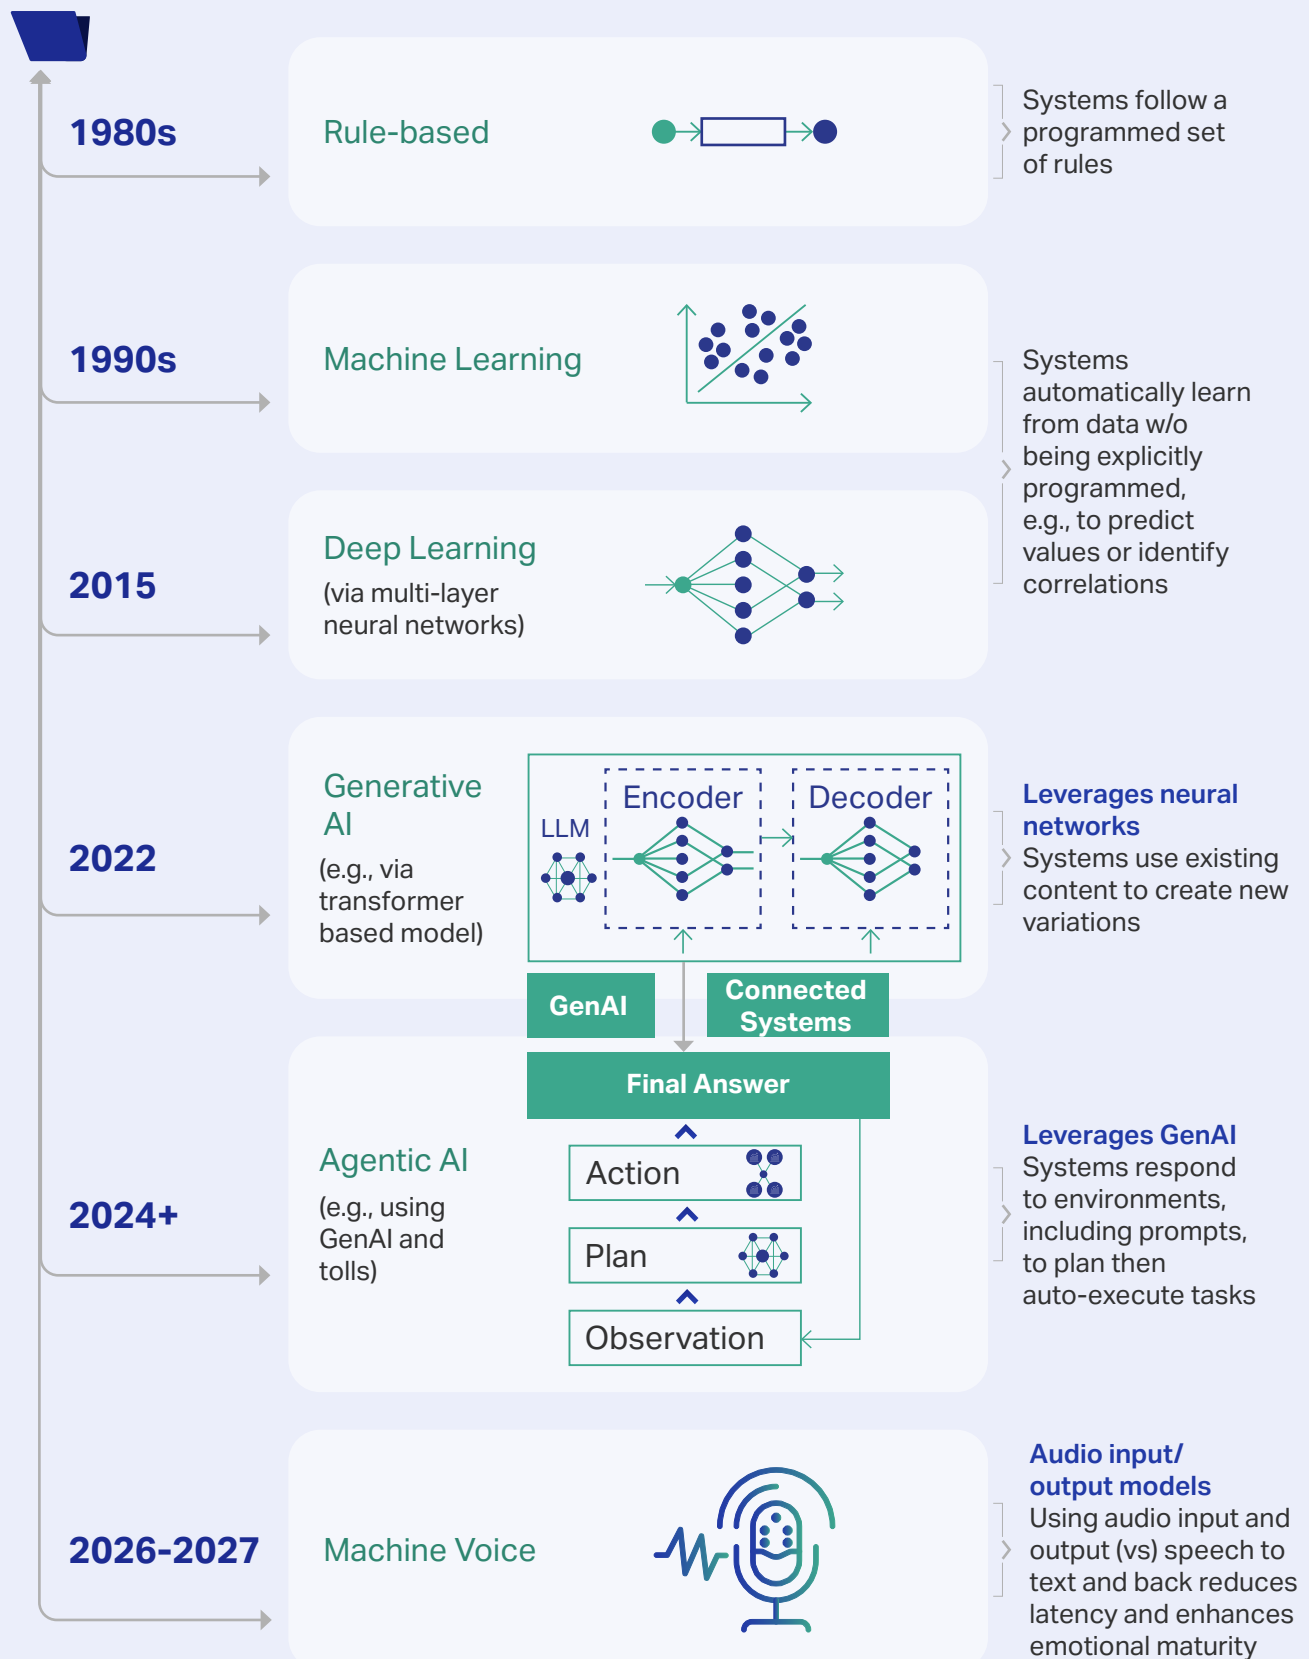 1980s
Rule-based
Systems follow a
programmed set
of rules
1990s
Machine Learning
Systems
automatically learn
from data w/o
being explicitly
programmed,
e.g., to predict
values or identify
correlations
2015
Deep Learning
(via multi-layer
neural networks)
2022
Generative
AI
(e.g., via
transformer
based model)
LLM
Encoder
Decoder
Leverages neural
networks
Systems use existing
content to create new
variations
GenAI
Connected
Systems
Final Answer
2024+
Agentic AI
(e.g., using
GenAI and
tolls)
Action
Plan
Observation
Leverages GenAI
Systems respond
to environments,
including prompts,
to plan then
auto-execute tasks
2026-2027
Machine Voice
Audio input/
output models
Using audio input and
output (vs) speech to
text and back reduces
latency and enhances
emotional maturity